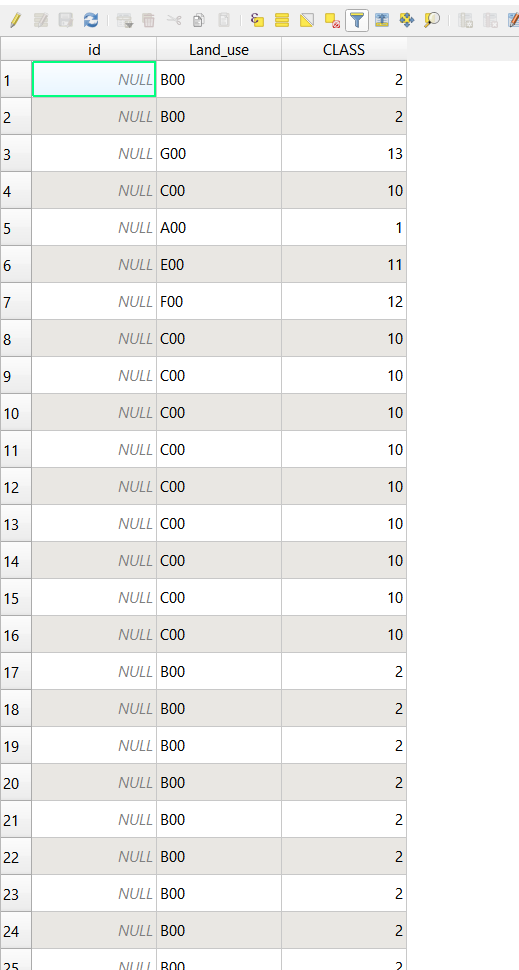 id Land_use CLASS
1 NULL B00 2
2 NULL B00 2
3 NULL G00 13
4 NULL C00 10
5 NULL A00 1
6 NULL E00 11
7 NULL F00 12
8 NULL C00 10
9 NULL C00 10
10 NULL C00 10
11 NULL C00 10
12 NULL C00 10
13 NULL C00 10
14 NULL C00 10
15 NULL C00 10
16 NULL C00 10
17 NULL B00 2
18 NULL B00 2
19 NULL B00 2
20 NULL B00 2
21 NULL B00 2
22 NULL B00 2
23 NULL B00 2
24 NULL B00 2
25 NULL B00 2